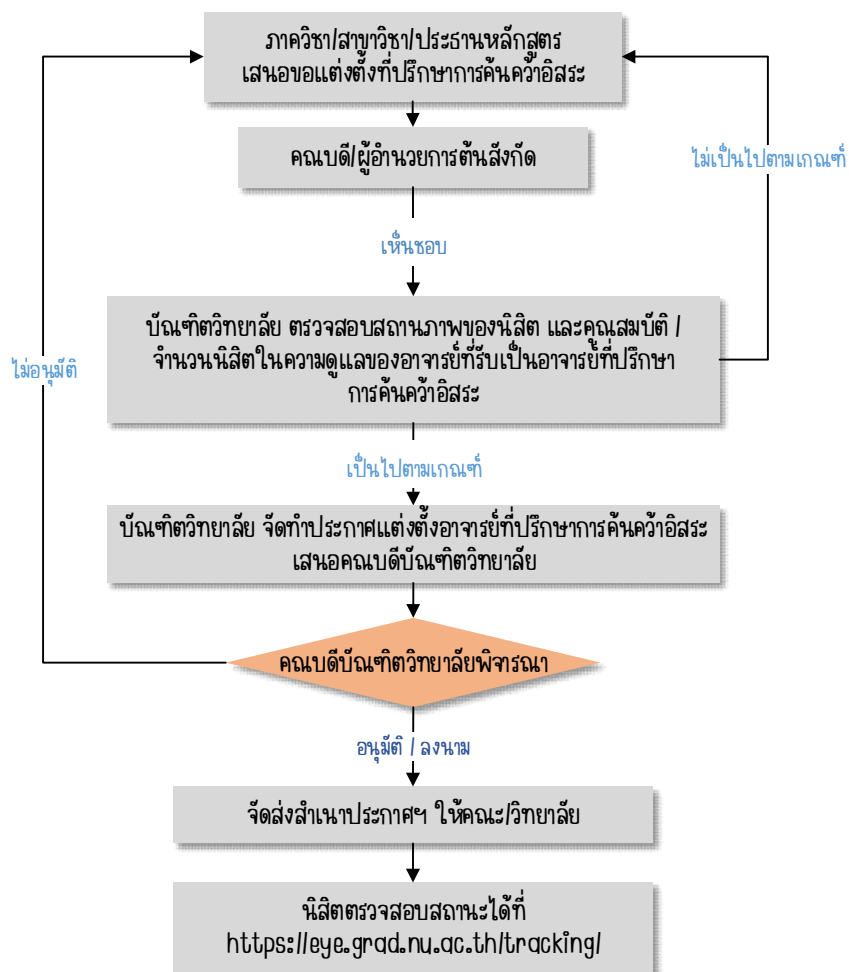 ภาควิชา/สาขาวิชา/ประธานหลักสูตร
เสนอขอแต่งตั้งที่ปรึกษาการค้นคว้าอิสระ
คณบดี/ผู้อำนวยการต้นสังกัด
ไม่เป็นไปตามเกณฑ์
เห็นชอบ
บัณฑิตวิทยาลัย ตรวจสอบสถานภาพของนิสิต และคุณสมบัติ /
จำนวนนิสิตในความดูแลของอาจารย์ที่รับเป็นอาจารย์ที่ปรึกษา
การค้นคว้าอิสระ
ไม่อนุมัติ
เป็นไปตามเกณฑ์
บัณฑิตวิทยาลัย จัดทำประกาศแต่งตั้งอาจารย์ที่ปรึกษาการค้นคว้าอิสระ
เสนอคณบดีบัณฑิตวิทยาลัย
คณบดีบัณฑิตวิทยาลัยพิจารณา
อนุมัติ / ลงนาม
จัดส่งสำเนาประกาศฯ ให้คณะ/วิทยาลัย
นิสิตตรวจสอบสถานะได้ที่
https://eye.grad.nu.ac.th/tracking/